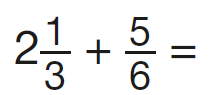 2 1/3 + 5/6 =